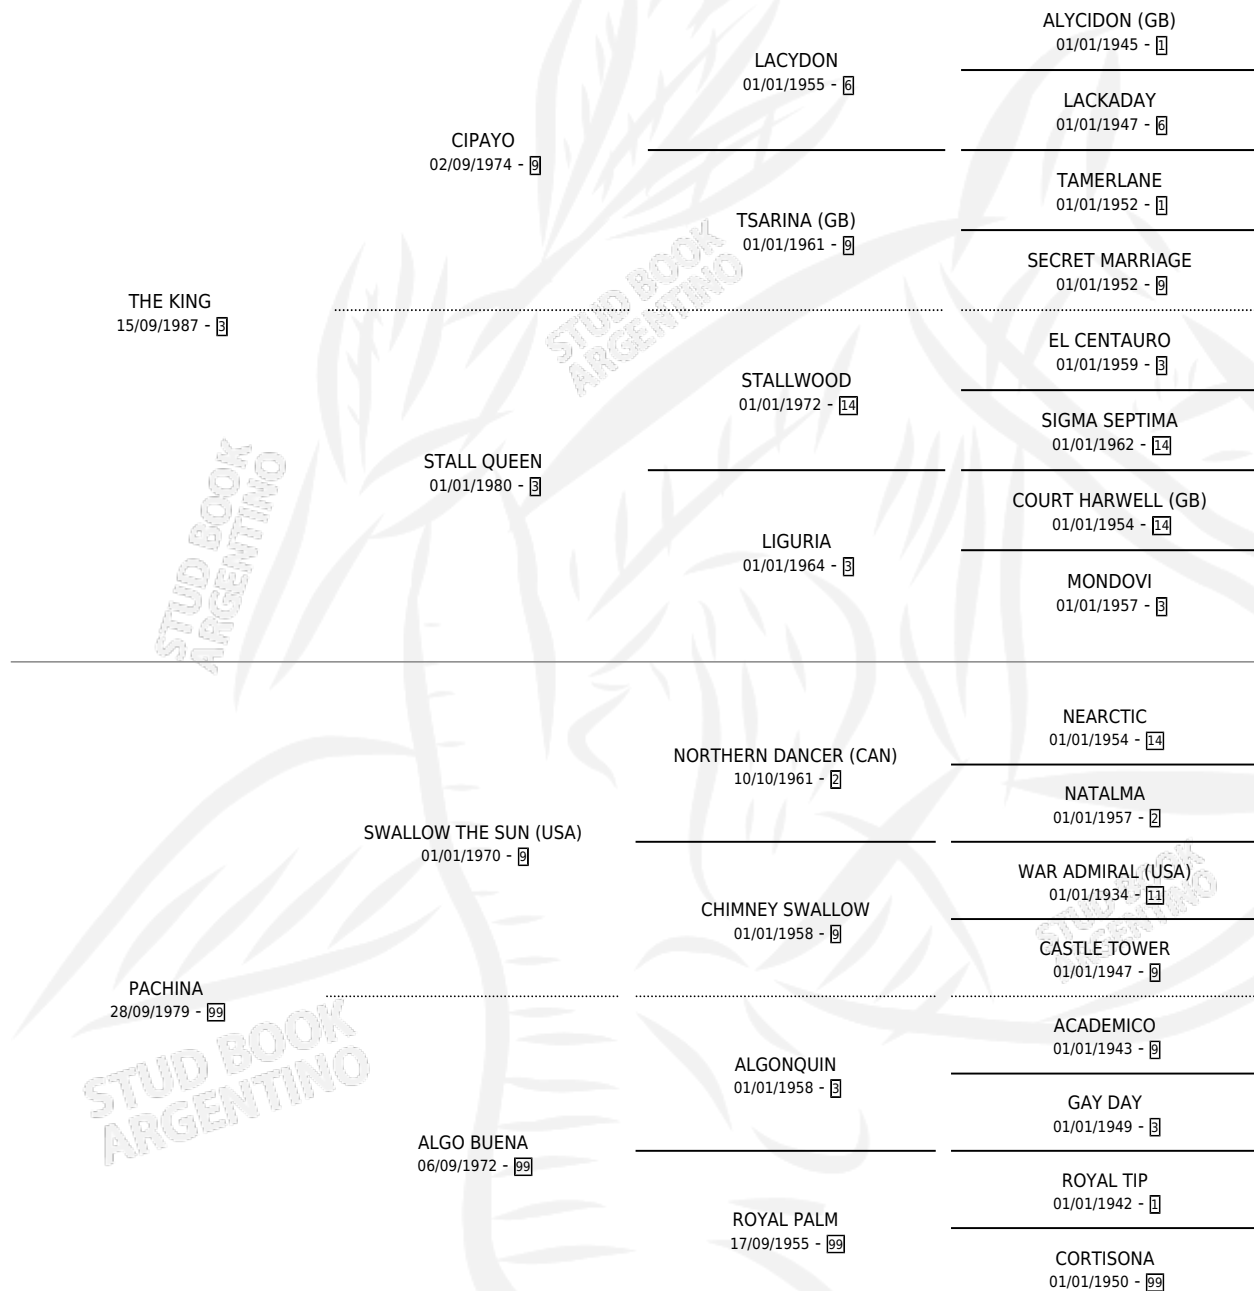 ALYCIDON (GB)
01/01/1945 - 1
LACYDON
01/01/1955 - 6
LACKADAY
01/01/1947 - 6
CIPAYO
02/09/1974 - 9
TAMERLANE
01/01/1952 - 1
TSARINA (GB)
01/01/1961 - 9
SECRET MARRIAGE
01/01/1952 - 9
THE KING
15/09/1987 - 3
EL CENTAURO
01/01/1959 - 3
STALLWOOD
01/01/1972 - 14
SIGMA SEPTIMA
01/01/1962 - 14
STALL QUEEN
01/01/1980 - 3
COURT HARWELL (GB)
01/01/1954 - 14
LIGURIA
01/01/1964 - 3
MONDOVI
01/01/1957 - 3
NEARCTIC
01/01/1954 - 14
NORTHERN DANCER (CAN)
10/10/1961 - 2
NATALMA
01/01/1957 - 2
SWALLOW THE SUN (USA)
01/01/1970 - 9
WAR ADMIRAL (USA)
01/01/1934 - 11
CHIMNEY SWALLOW
01/01/1958 - 9
CASTLE TOWER
01/01/1947 - 9
PACHINA
28/09/1979 - 99
ACADEMICO
01/01/1943 - 9
ALGONQUIN
01/01/1958 - 3
GAY DAY
01/01/1949 - 3
ALGO BUENA
06/09/1972 - 99
ROYAL TIP
01/01/1942 - 1
ROYAL PALM
17/09/1955 - 99
CORTISONA
01/01/1950 - 99
STUD BOOK
ARGENTINO
STUD BOOK
ARGENTINO
STUD BOOK
ARGENTINO
STUD BOOK
ARGENTINO